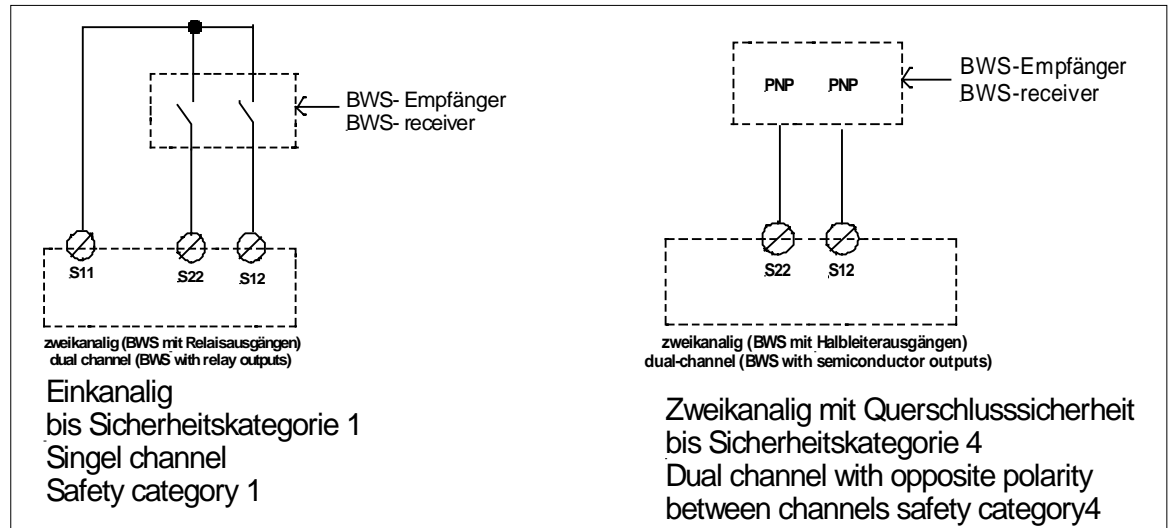 BWS- Empfänger
BWS- receiver
S11
S22
S12
zweikanalig (BWS mit Relaisausgängen)
dual channel (BWS with relay outputs)
Einkanalig
bis Sicherheitskategorie 1
Singel channel
Safety category 1
PNP PNP
BWS-Empfänger
BWS-receiver
S22
S12
zweikanalig (BWS mit Halbleiterausgängen)
dual-channel (BWS with semiconductor outputs)
Zweikanalig mit Querschlusssicherheit
bis Sicherheitskategorie 4
Dual channel with opposite polarity
between channels safety category4